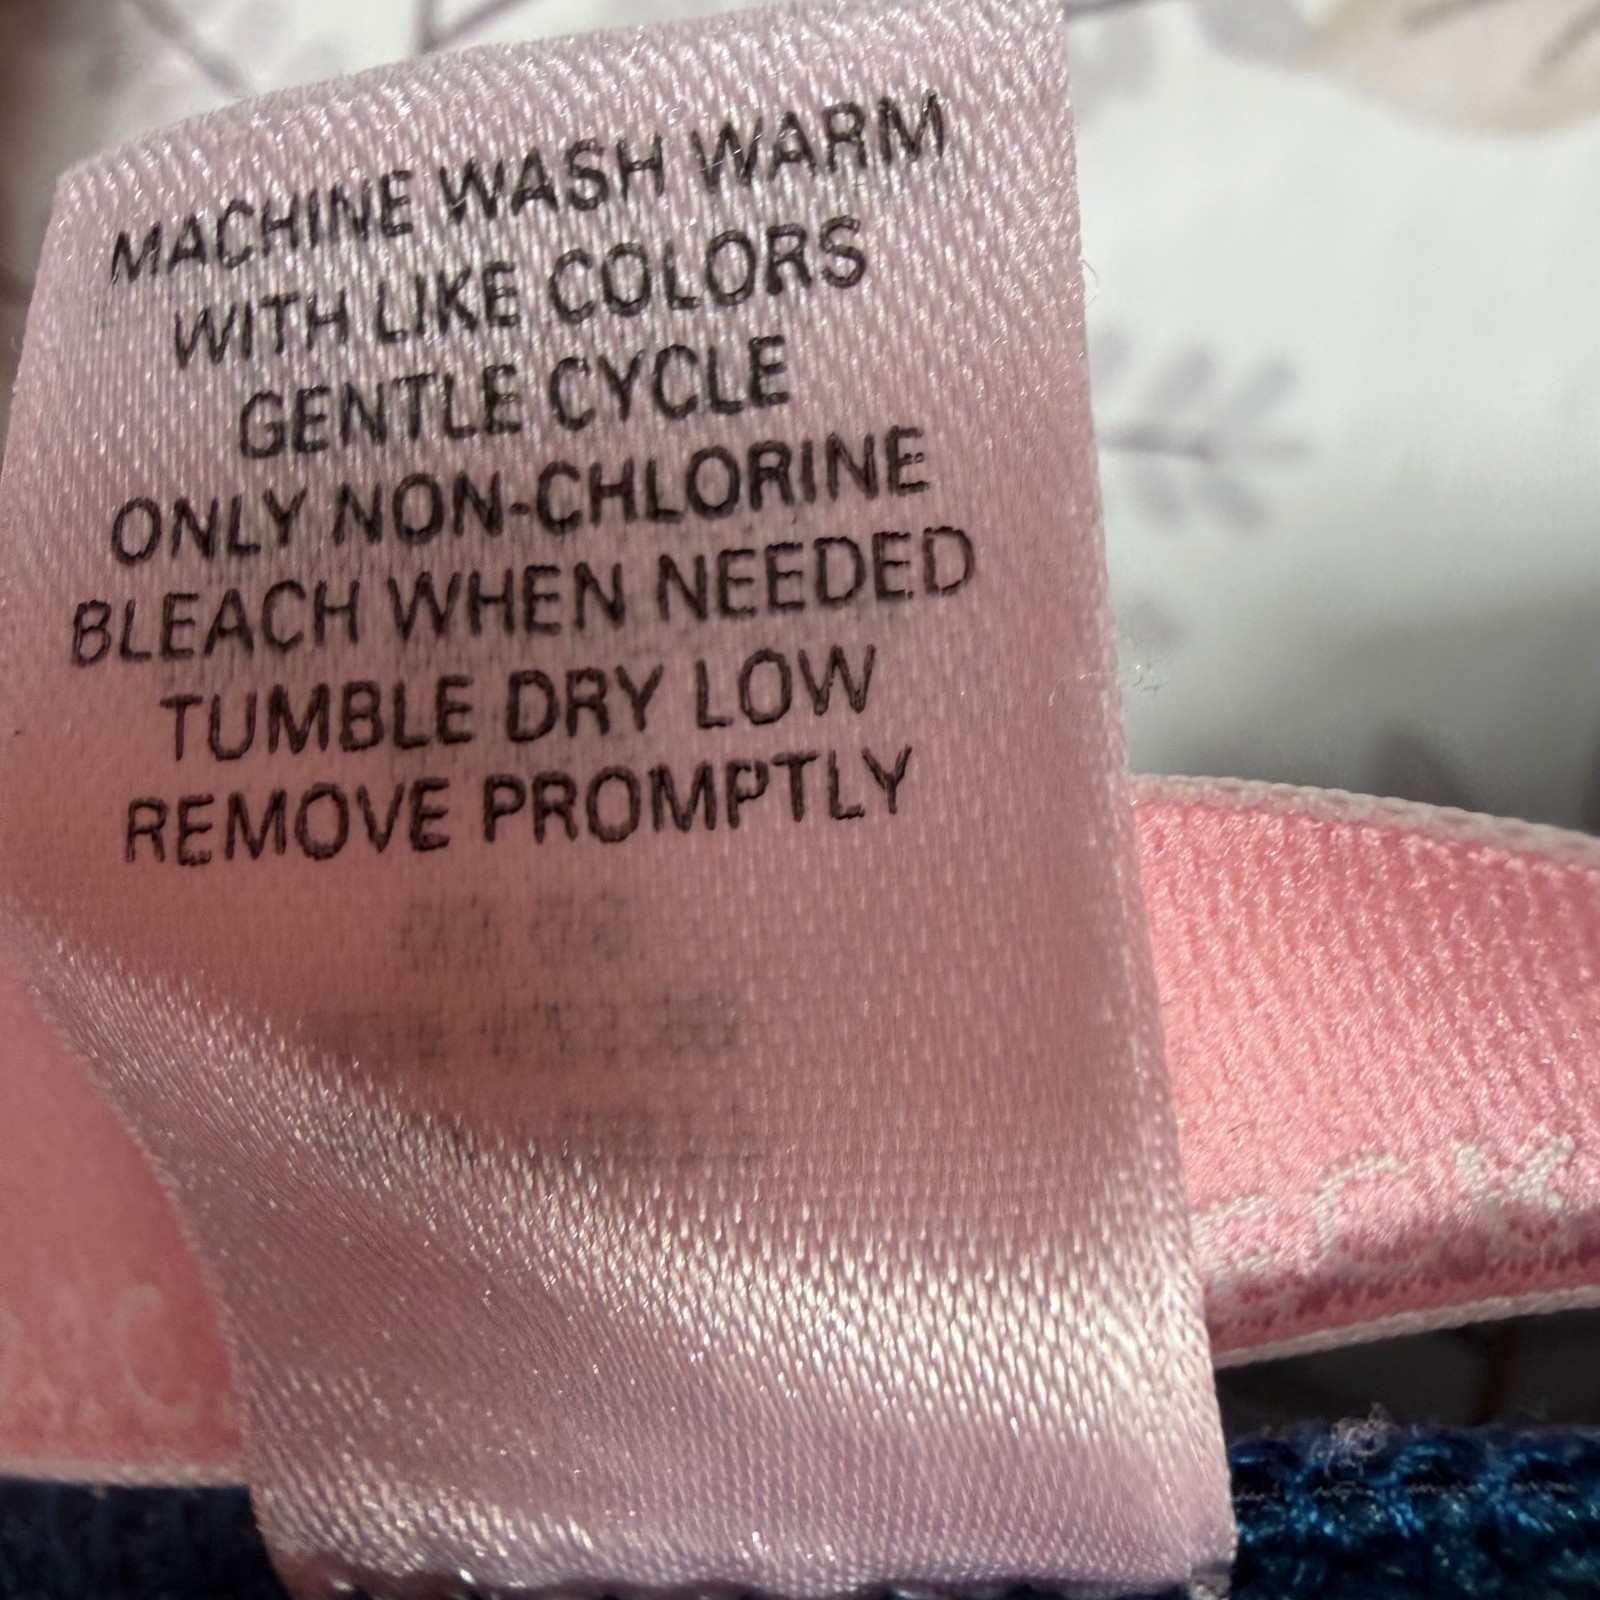 MACHINE WASH WARM
WITH LIKE COLORS
GENTLE CYCLE
ONLY NON-CHLORINE
BLEACH WHEN NEEDED
TUMBLE DRY LOW
REMOVE PROMPTLY